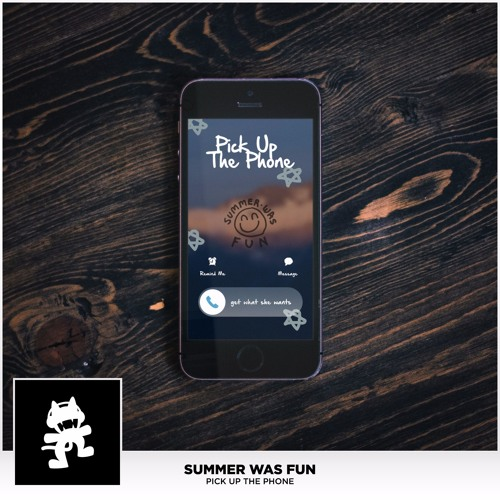 Pick Up
The Phone
SUMMER WAS
FUN
Remind Me
Message
get what she wants
SUMMER WAS FUN
PICK UP THE PHONE